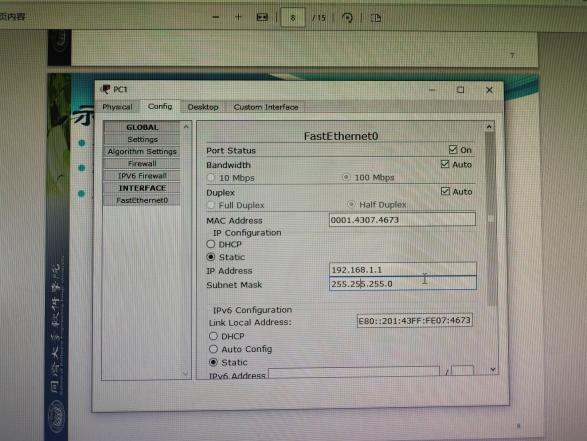 页内容
8 / 15
7
示
PC1
Physical Config Desktop Custom Interface
GLOBAL
Settings
Algorithm Settings
Firewall
IPV6 Firewall
INTERFACE
FastEthernet0
FastEthernet0
Port Status On
Bandwidth Auto
10 Mbps 100 Mbps
Duplex Auto
Full Duplex Half Duplex
MAC Address 0001.4307.4673
IP Configuration
DHCP
Static
IP Address 192.168.1.1
Subnet Mask 255.255.255.0
IPv6 Configuration
Link Local Address: E80::201:43FF:FE07:4673
DHCP
Auto Config
Static
IPv6 Address /
同济大学软件学院
8